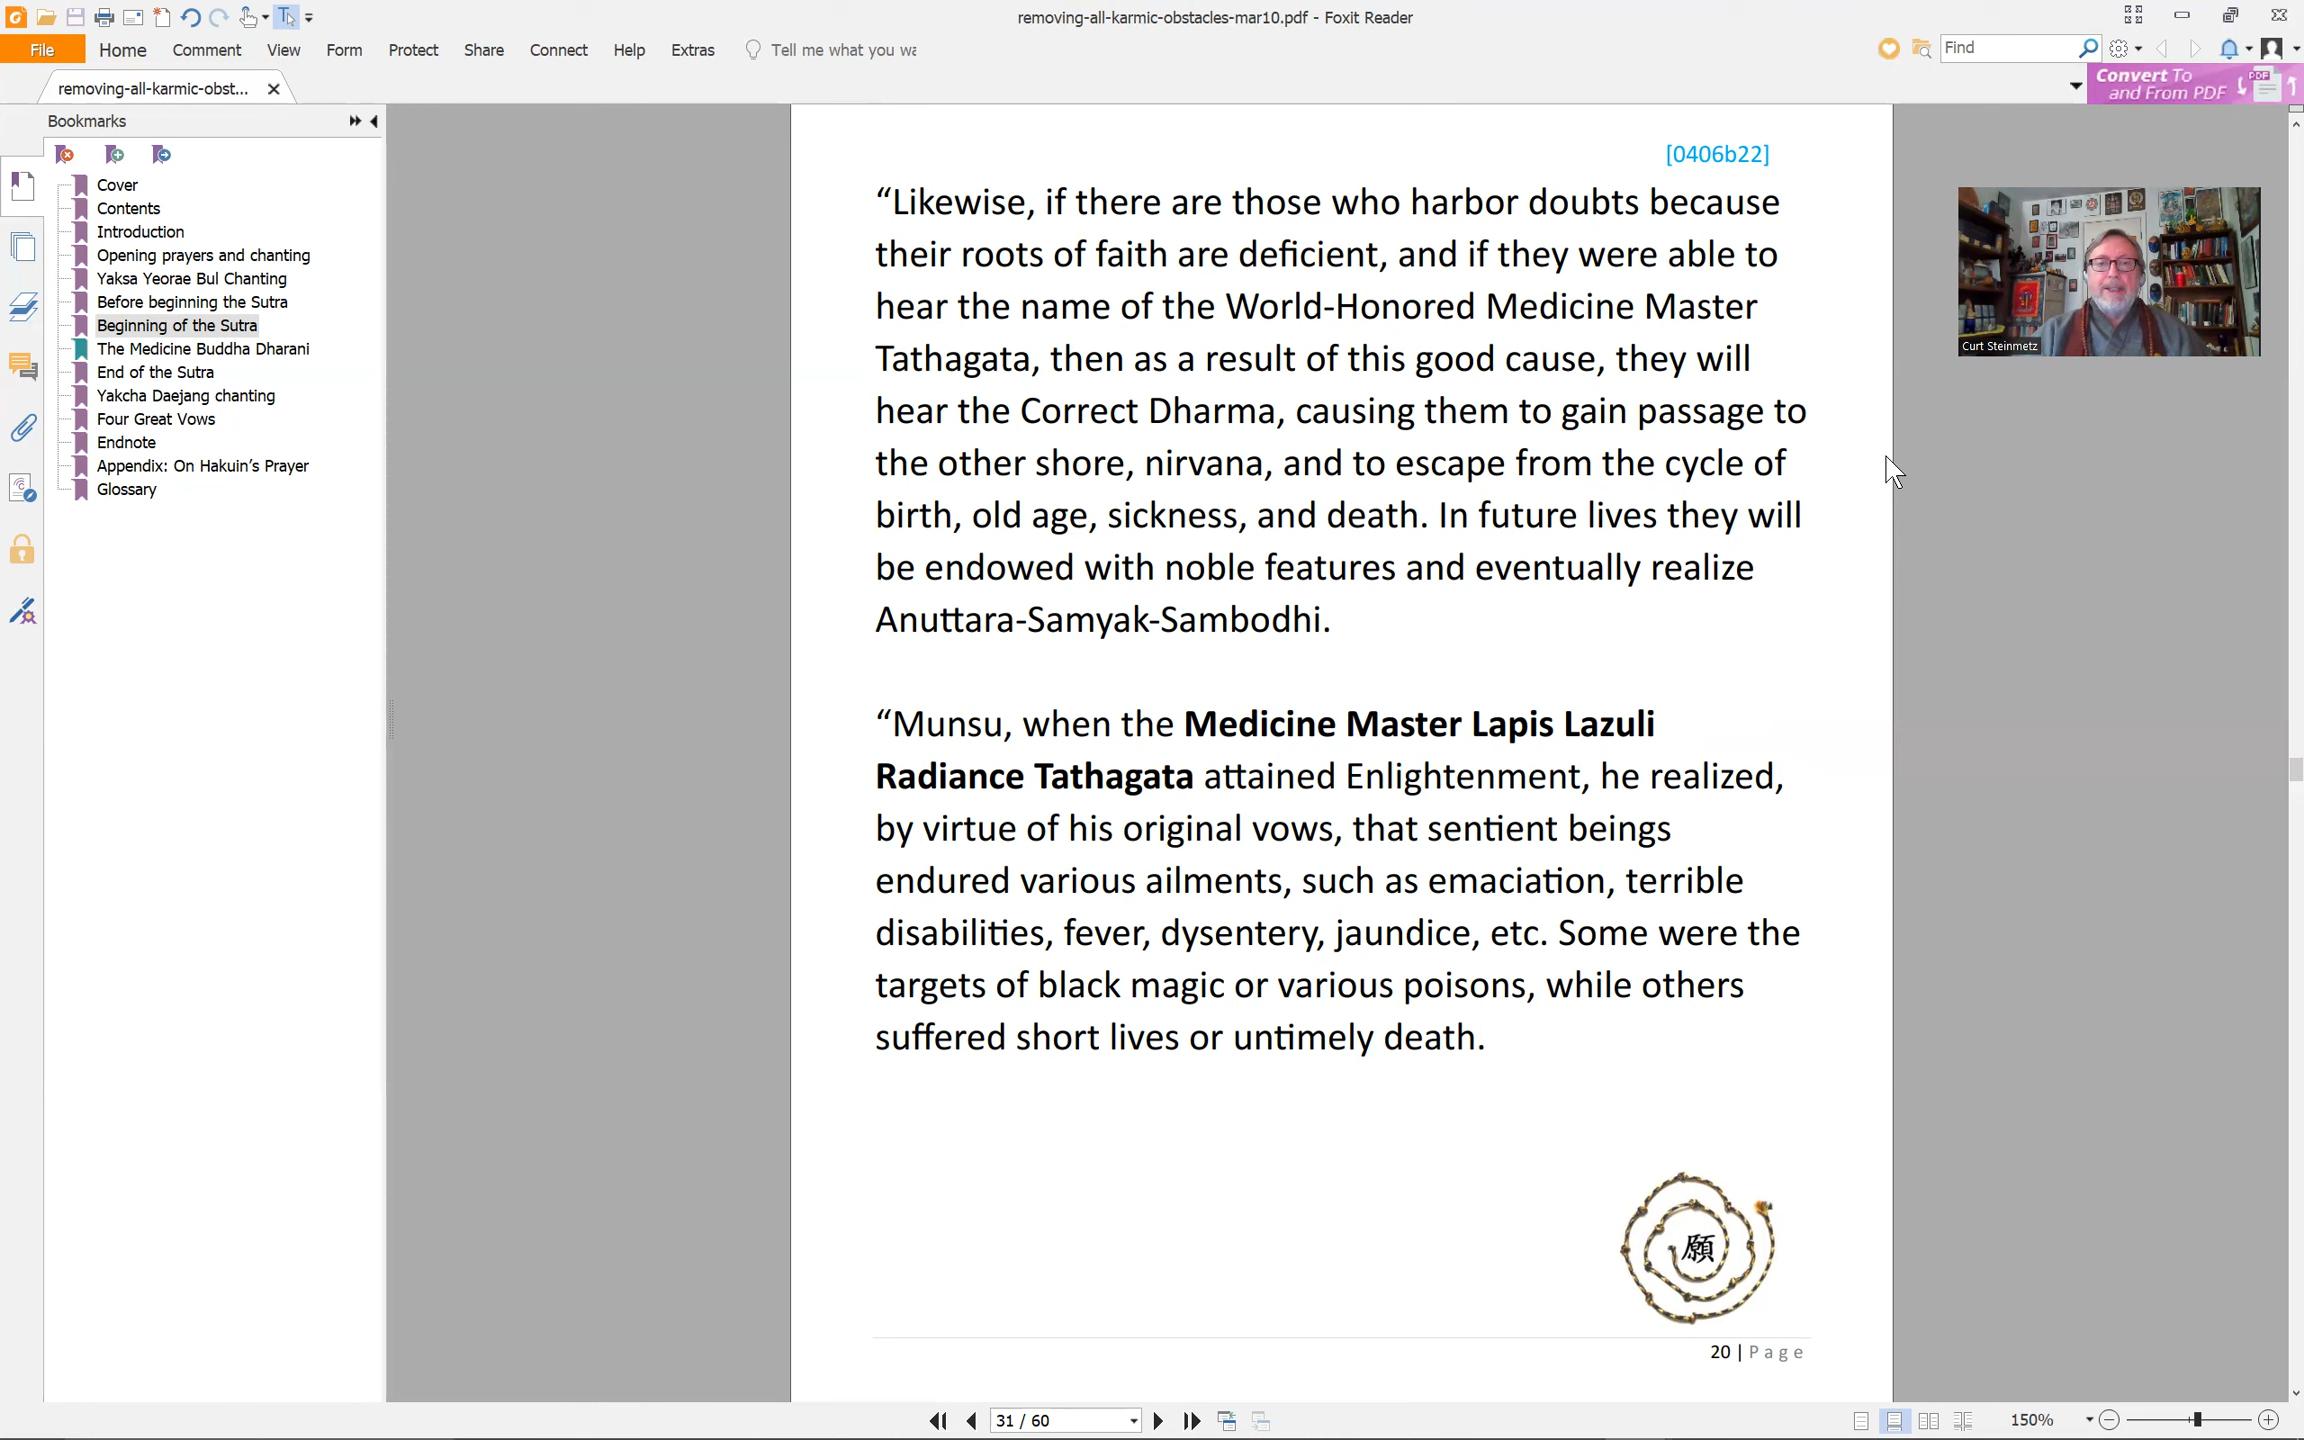 removing-all-karmic-obstacles-mar10.pdf - Foxit Reader
File Home Comment View Form Protect Share Connect Help Extras Tell me what you wa
Find
removing-all-karmic-obst...
Convert To
and From PDF
PDF
Bookmarks
Cover
Contents
Introduction
Opening prayers and chanting
Yaksa Yeorae Bul Chanting
Before beginning the Sutra
Beginning of the Sutra
The Medicine Buddha Dharani
End of the Sutra
Yakcha Daejang chanting
Four Great Vows
Endnote
Appendix: On Hakuin’s Prayer
Glossary
[0406b22]
“Likewise, if there are those who harbor doubts because
their roots of faith are deficient, and if they were able to
hear the name of the World-Honored Medicine Master
Tathagata, then as a result of this good cause, they will
hear the Correct Dharma, causing them to gain passage to
the other shore, nirvana, and to escape from the cycle of
birth, old age, sickness, and death. In future lives they will
be endowed with noble features and eventually realize
Anuttara-Samyak-Sambodhi.
“Munsu, when the Medicine Master Lapis Lazuli
Radiance Tathagata attained Enlightenment, he realized,
by virtue of his original vows, that sentient beings
endured various ailments, such as emaciation, terrible
disabilities, fever, dysentery, jaundice, etc. Some were the
targets of black magic or various poisons, while others
suffered short lives or untimely death.
願
20 | Page
Curt Steinmetz
31 / 60
150%